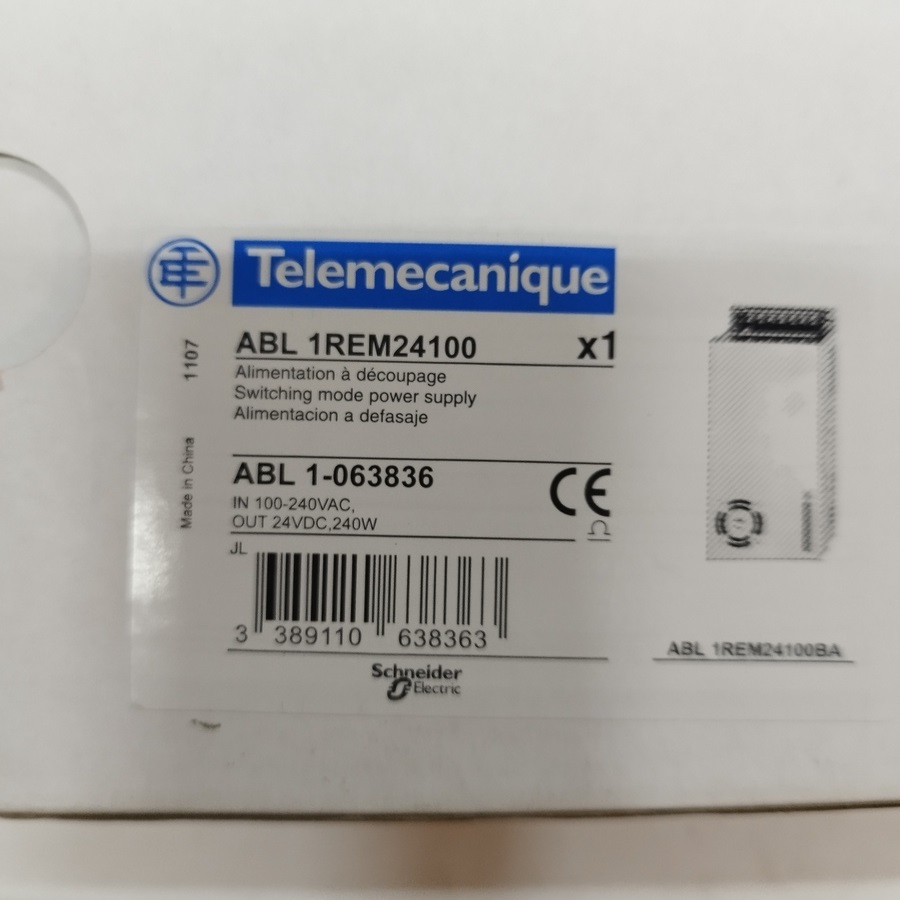 Telemecanique
ABL 1REM24100 x1
Alimentation à découpage
Switching mode power supply
Alimentacion a defasaje
1107
Made in China
ABL 1-063836
CE
IN 100-240VAC,
OUT 24VDC,240W
JL
3 389110 638363
Schneider
Electric
ABL 1REM24100BA